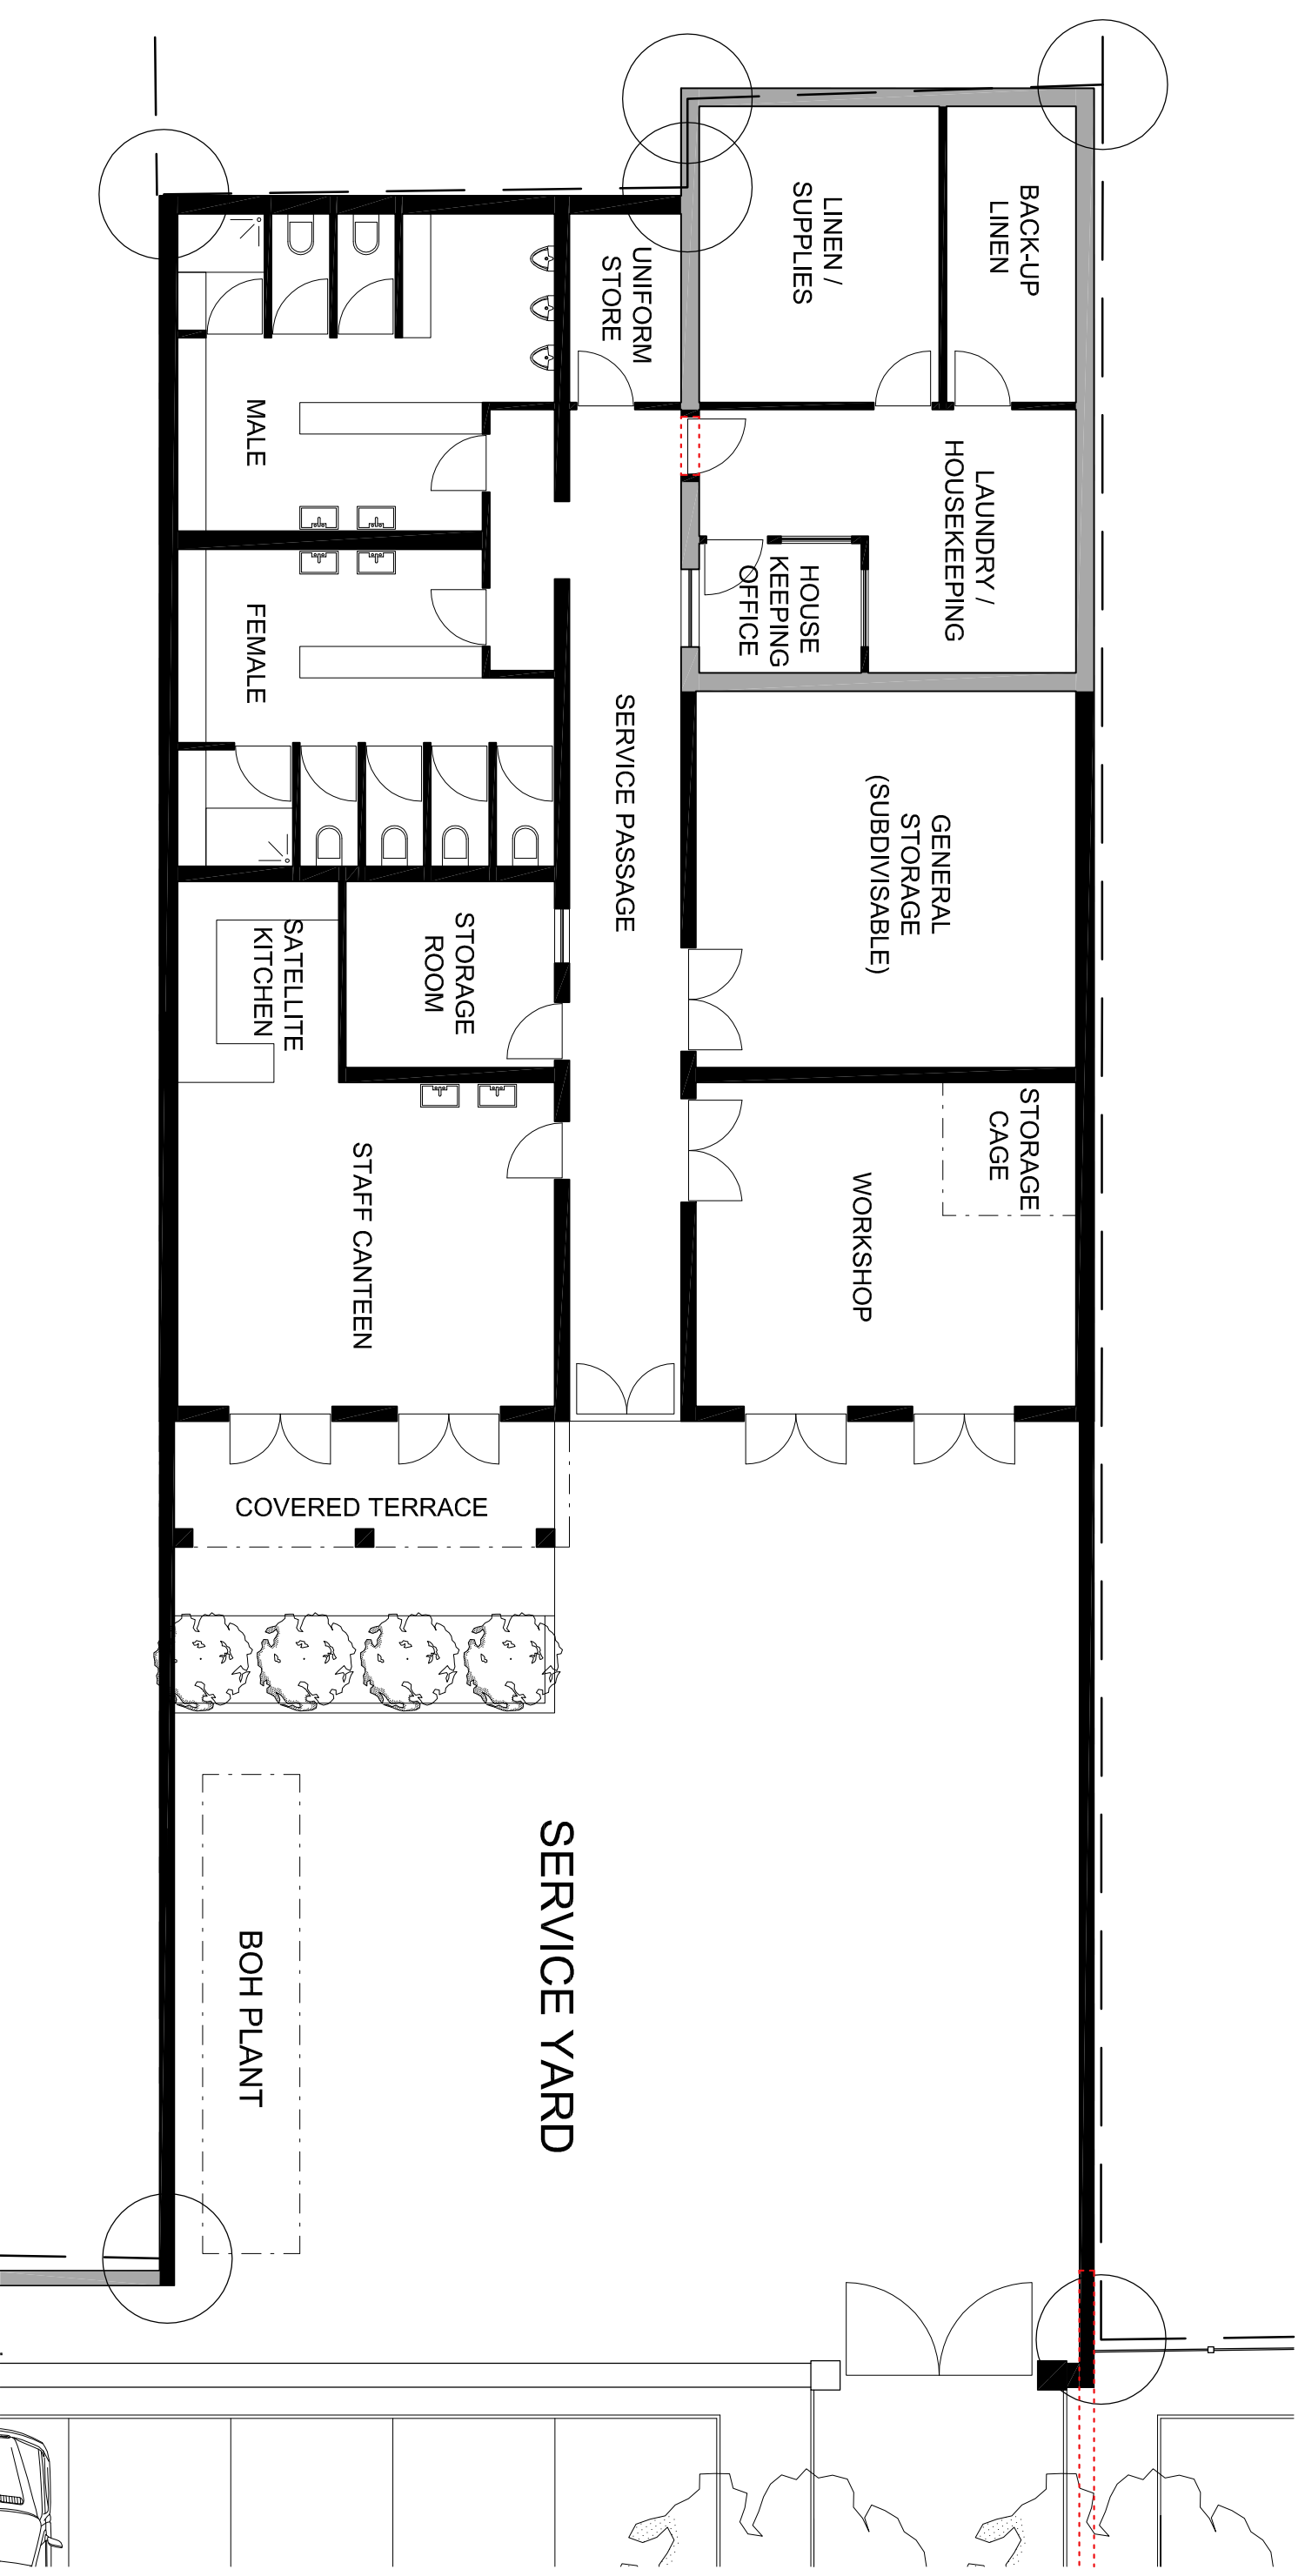 BACK-UP
LINEN
LINEN /
SUPPLIES
UNIFORM
STORE
MALE
LAUNDRY /
HOUSEKEEPING
HOUSE
KEEPING
OFFICE
FEMALE
SERVICE PASSAGE
GENERAL
STORAGE
(SUBDIVISABLE)
STORAGE
ROOM
SATELLITE
KITCHEN
STORAGE
CAGE
WORKSHOP
STAFF CANTEEN
COVERED TERRACE
SERVICE YARD
BOH PLANT